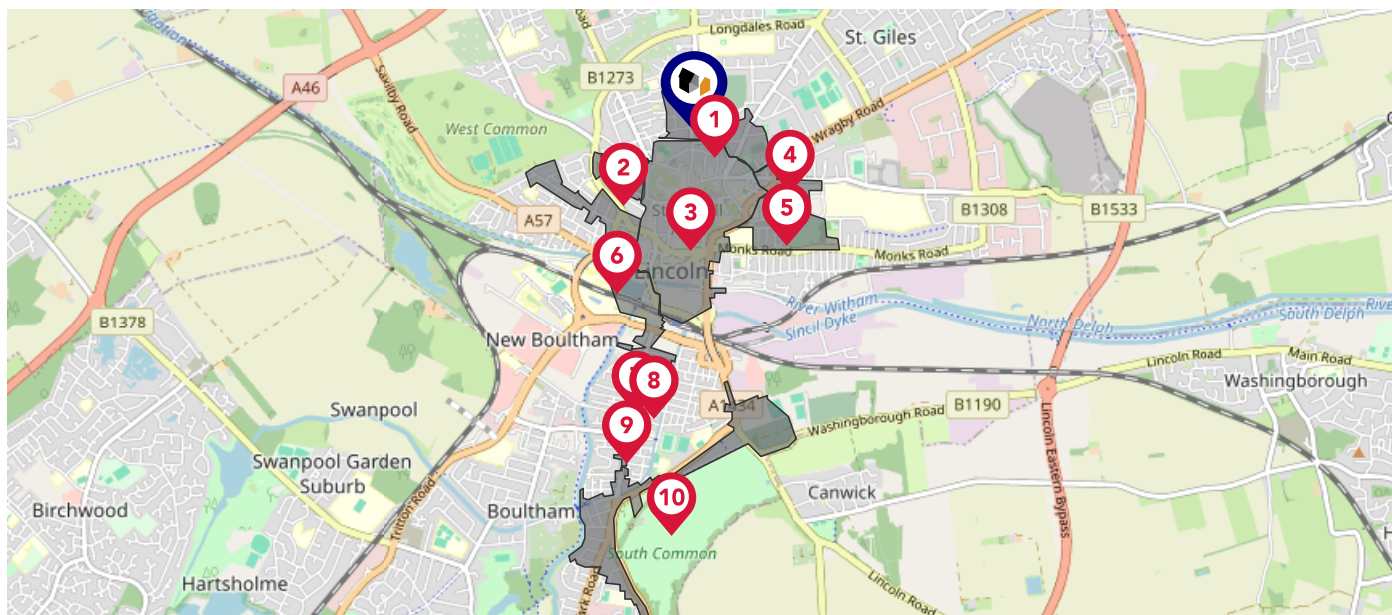 Longdales Road
St. Giles
B1273
A46
Saxilby Road
West Common
1
Wragby Road
2
4
A57
3
5
B1308
B1533
Monks Road
Monks Road
6
Lincoln
River Witham
Sincil Dyke
North Delph
South Delph
B1378
New Boultham
Lincoln Road
Main Road
Washingborough
8
Swanpool
B1190
Washingborough Road
9
Swanpool Garden
Suburb
Lincoln Eastern Bypass
10
Canwick
Birchwood
Tritton Road
Boultham
South Common
Hartsholme
Lincoln Road